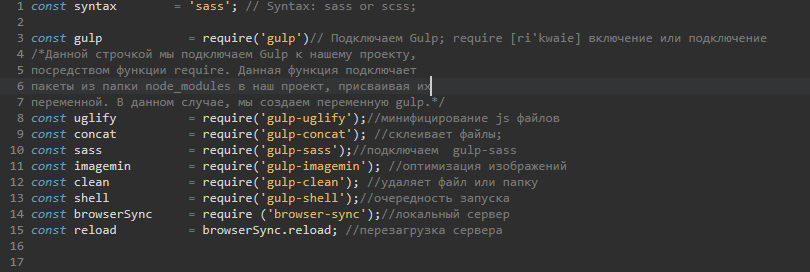 1 const syntax = 'sass'; // Syntax: sass or scss;
2
3 const gulp = require('gulp')// Подключаем Gulp; require [ri'kwaie] включение или подключение
4 /*Данной строчкой мы подключаем Gulp к нашему проекту,
5 посредством функции require. Данная функция подключает
6 пакеты из папки node_modules в наш проект, присваивая их
7 переменной. В данном случае, мы создаем переменную gulp.*/
8 const uglify = require('gulp-uglify');//минифицирование js файлов
9 const concat = require('gulp-concat'); //склеивает файлы;
10 const sass = require('gulp-sass');//подключаем gulp-sass
11 const imagemin = require('gulp-imagemin'); //оптимизация изображений
12 const clean = require('gulp-clean'); //удаляет файл или папку
13 const shell = require('gulp-shell');//очередность запуска
14 const browserSync = require ('browser-sync');//локальный сервер
15 const reload = browserSync.reload; //перезагрузка сервера
16
17